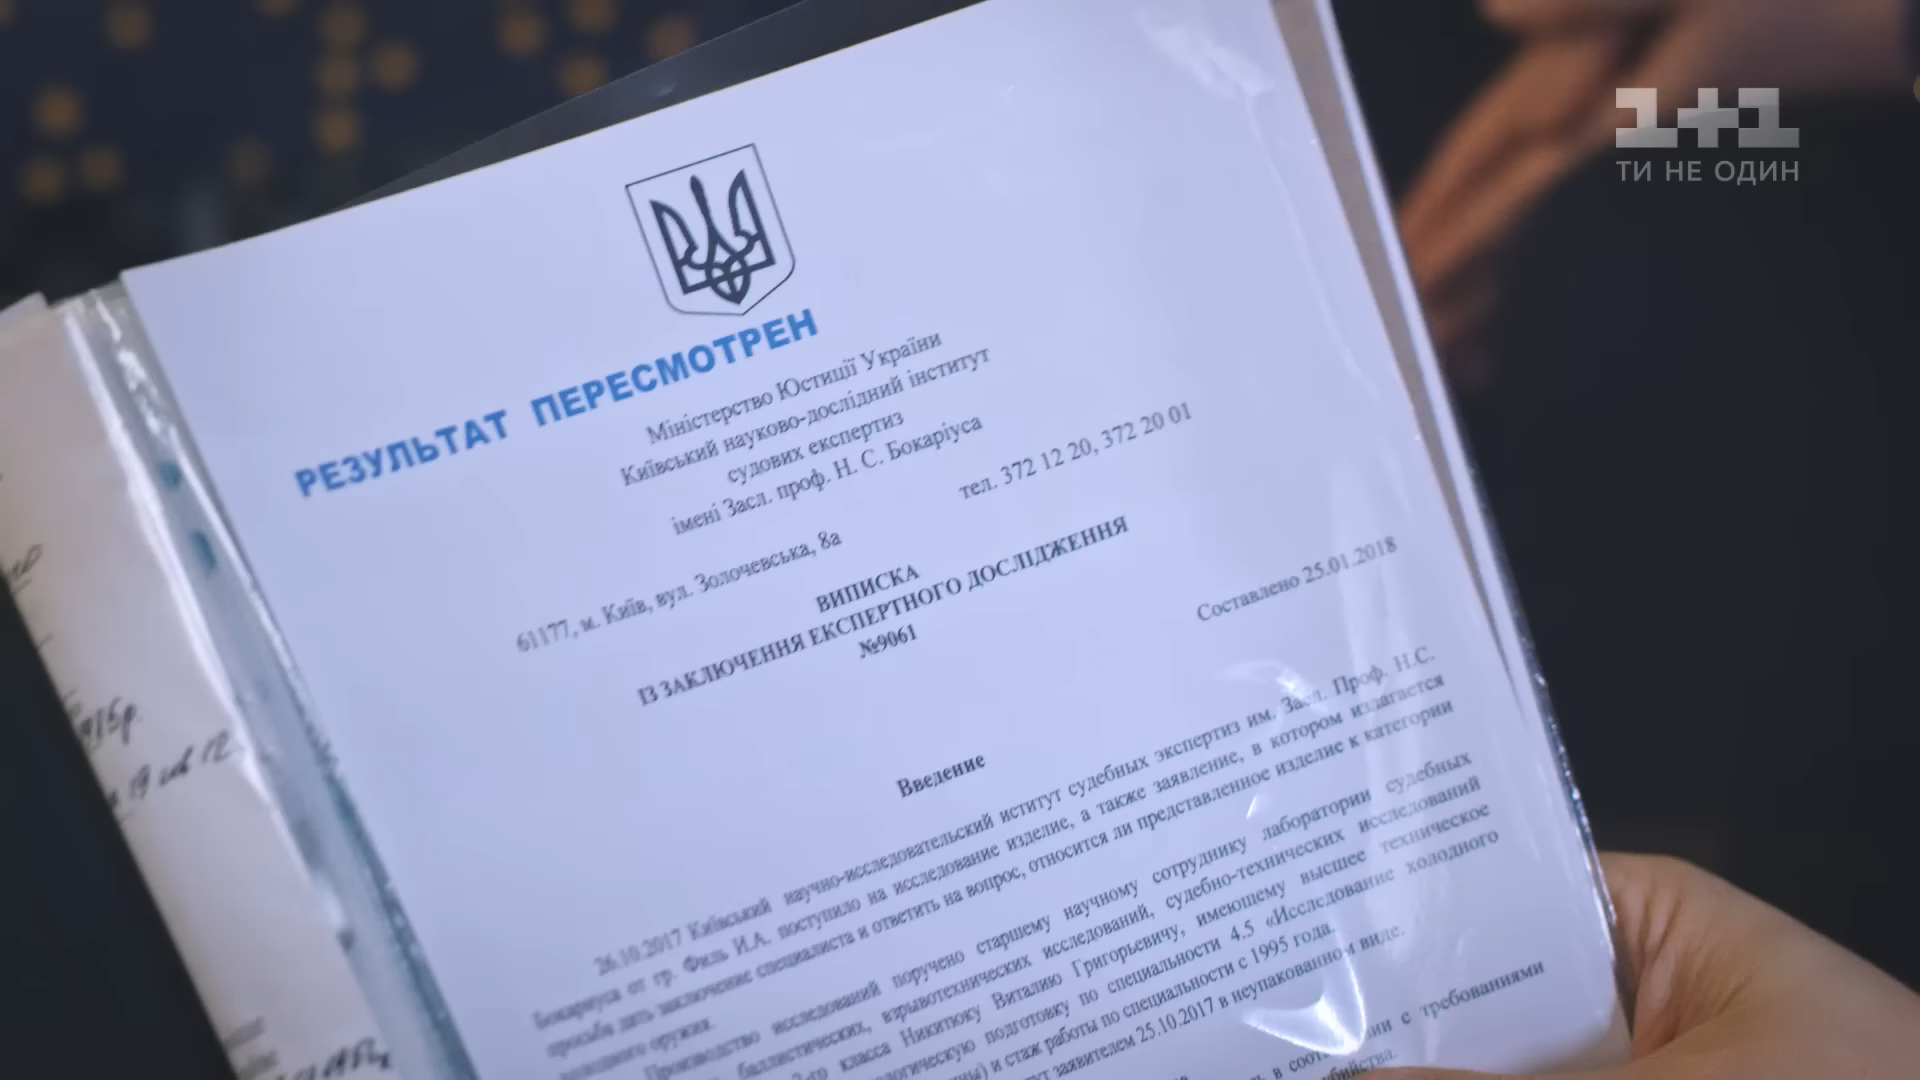 1+1
ТИ НЕ ОДИН
РЕЗУЛЬТАТ ПЕРЕСМОТРЕН
Міністерство Юстиції України
Київський науково-дослідний інститут
судових експертиз
імені Засл. проф. Н. С. Бокаріуса
61177, м. Київ, вул. Золочевська, 8а
тел. 372 12 20, 372 20 01
ВИПИСКА
ІЗ ЗАКЛЮЧЕННЯ ЕКСПЕРТНОГО ДОСЛІДЖЕННЯ
№9061
Составлено 25.01.2018
Введение
26.10.2017 Київський научно-исследовательский иститут судебных экспертиз им. Засл. Проф. Н.С.
Бокариуса от гр. Филь И.А. поступило на исследование изделие, а также заявление, в котором излагается
просьба дать заключение специалиста и ответить на вопрос, относится ли представленное изделие к категории
холодного оружия.
Производство исследований поручено старшему научному сотруднику лаборатории судебных
баллистических, взрывотехнических исследований, судебно-технических исследований
2-го класса Никитюку Виталию Григорьевичу, имеющему высшее техническое
подготовку по специальности 4.5 «Исследование холодного
и стаж работы по специальности с 1995 года.
заявителем 25.10.2017 в неупакованном виде.
в с требованиями